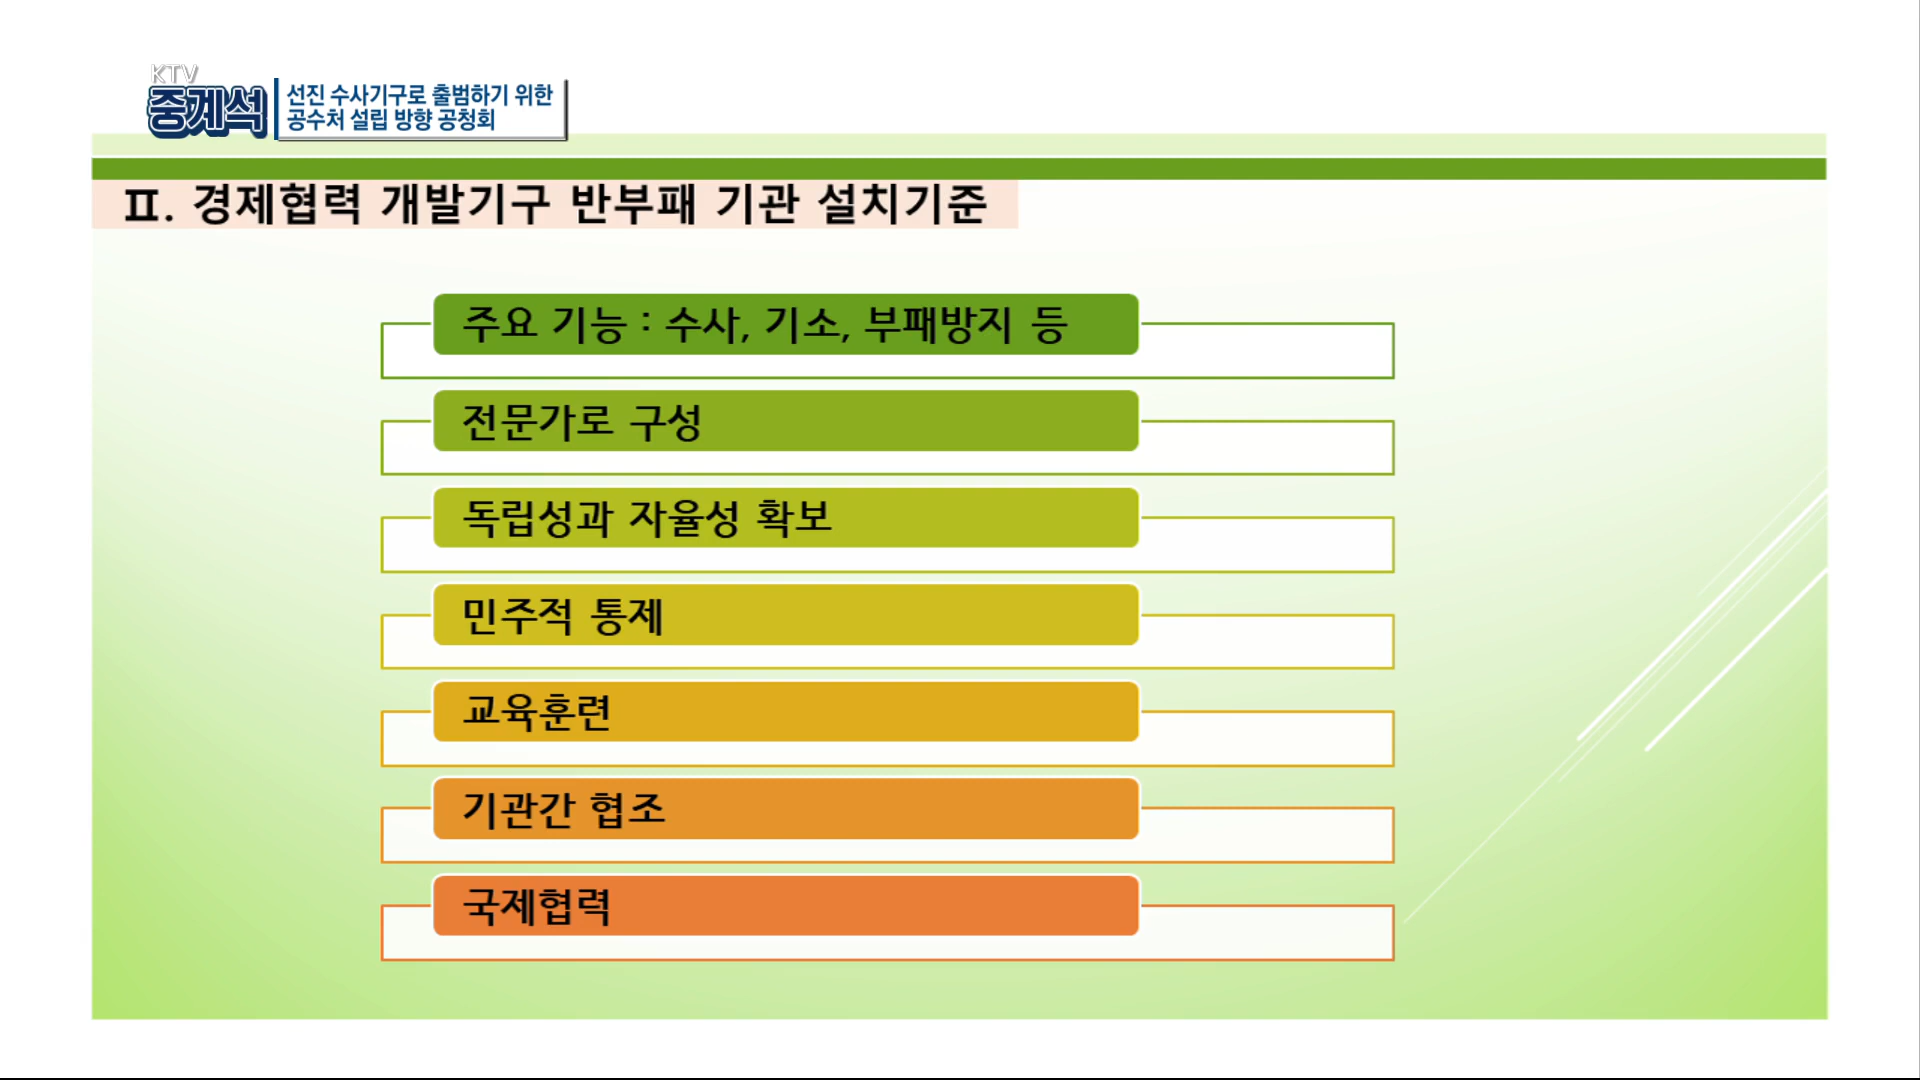 KTV
중계석
선진 수사기구로 출범하기 위한
공수처 설립 방향 공청회
Ⅱ. 경제협력 개발기구 반부패 기관 설치기준
주요 기능 : 수사, 기소, 부패방지 등
전문가로 구성
독립성과 자율성 확보
민주적 통제
교육훈련
기관간 협조
국제협력